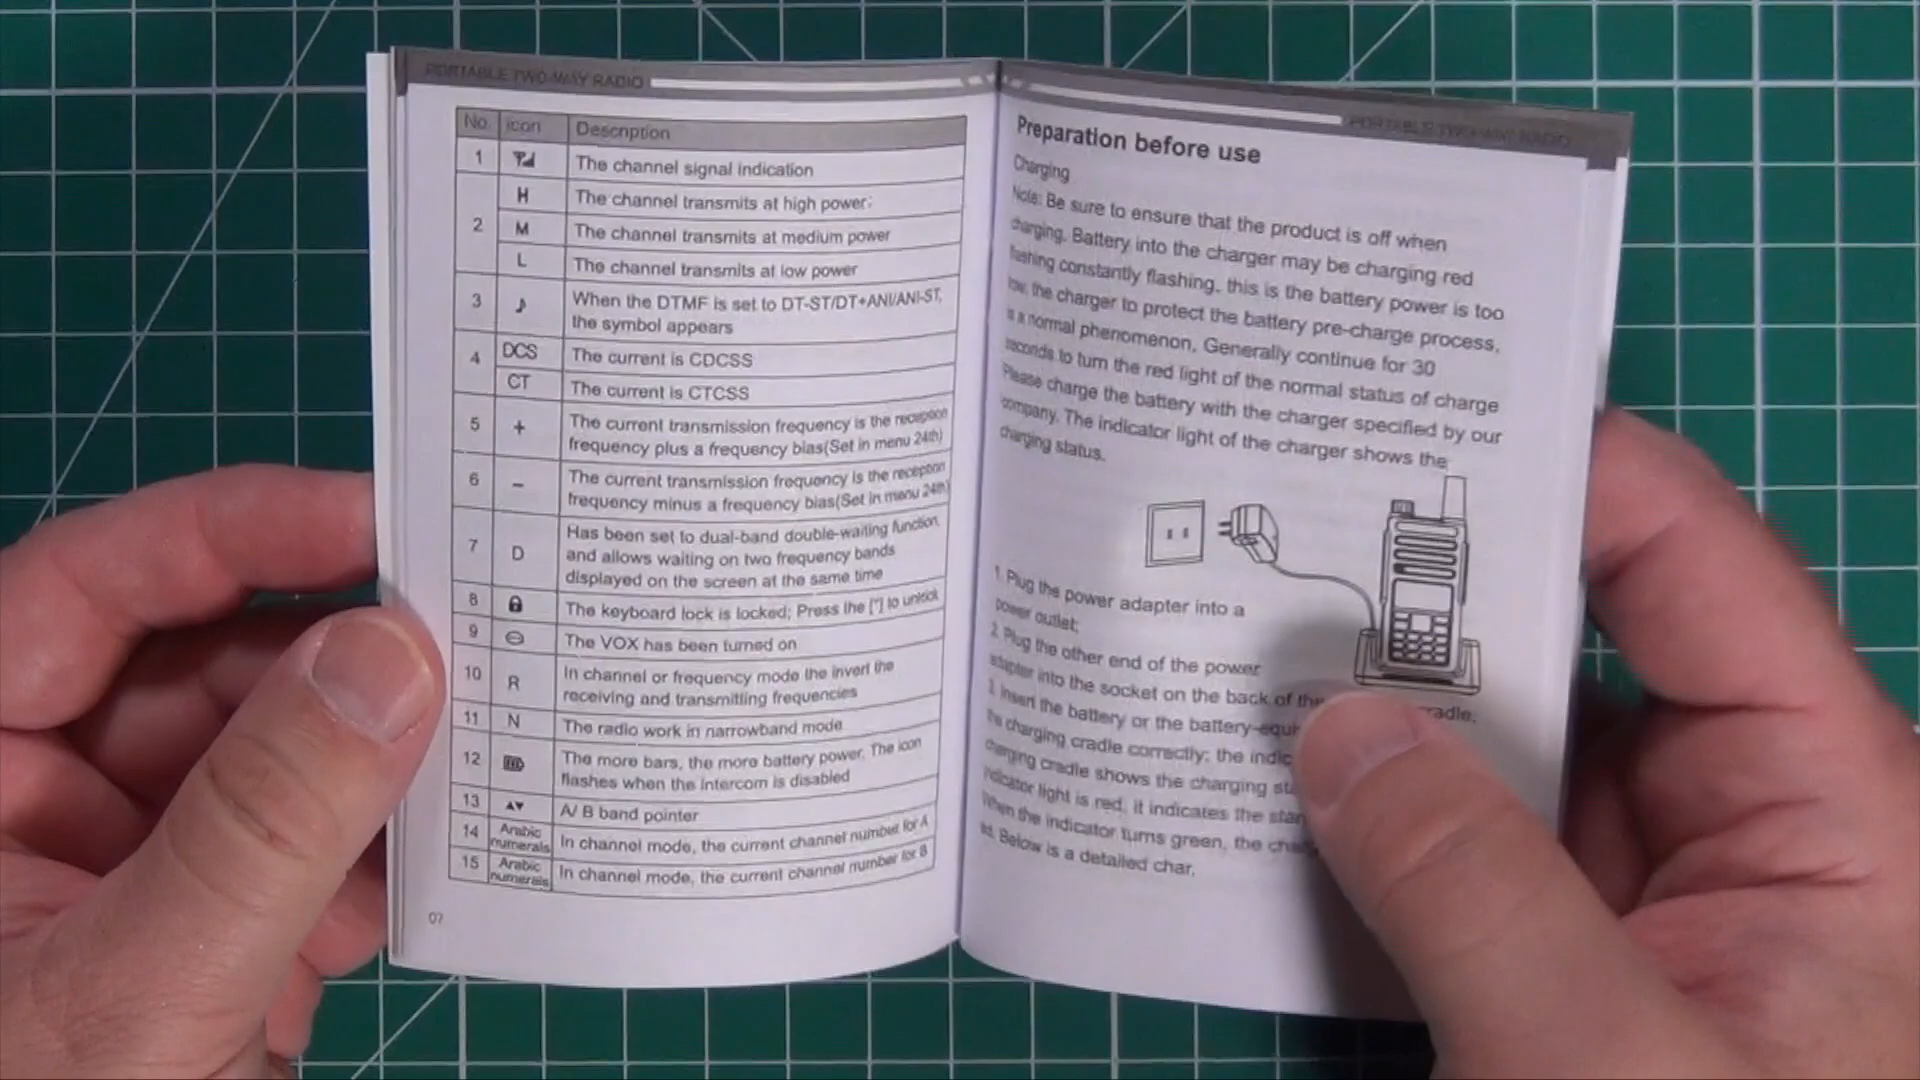 PORTABLE TWO-WAY RADIO
No. icon Description
1 The channel signal indication
2 H The channel transmits at high power;
M The channel transmits at medium power
L The channel transmits at low power
3 ♪ When the DTMF is set to DT-ST/DT+ANI/ANI-ST,
the symbol appears
4 DCS The current is CDCSS
CT The current is CTCSS
5 + The current transmission frequency is the reception
frequency plus a frequency bias(Set in menu 24th)
6 − The current transmission frequency is the reception
frequency minus a frequency bias(Set in menu 24th)
7 D Has been set to dual-band double-waiting function,
and allows waiting on two frequency bands
displayed on the screen at the same time
8 The keyboard lock is locked; Press the [*] to unlock
9 The VOX has been turned on
10 R In channel or frequency mode the invert the
receiving and transmitting frequencies
11 N The radio work in narrowband mode
12 The more bars, the more battery power. The icon
flashes when the intercom is disabled
13 ▲▼ A/ B band pointer
14 Arabic numerals In channel mode, the current channel number for A
15 Arabic numerals In channel mode, the current channel number for B
07
PORTABLE TWO-WAY RADIO
Preparation before use
Charging
Note: Be sure to ensure that the product is off when
charging. Battery into the charger may be charging red
flashing constantly flashing, this is the battery power is too
low, the charger to protect the battery pre-charge process,
is a normal phenomenon, Generally continue for 30
seconds to turn the red light of the normal status of charge
Please charge the battery with the charger specified by our
company. The indicator light of the charger shows the
charging status.
1. Plug the power adapter into a
power outlet;
2. Plug the other end of the power
adapter into the socket on the back of the cradle;
3. Insert the battery or the
the charging cradle correctly; the
charging cradle shows the charging
indicator light is red, it indicates the
When the indicator turns green, the
Below is a detailed char.